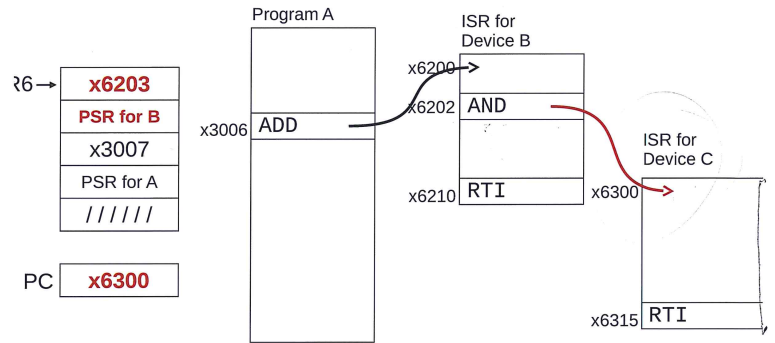 Program A
ISR for
Device B
R6
x6203
PSR for B
x3007
PSR for A
//////
PC
x6300
x3006
ADD
x6200
x6202
AND
x6210
RTI
ISR for
Device C
x6300
x6315
RTI